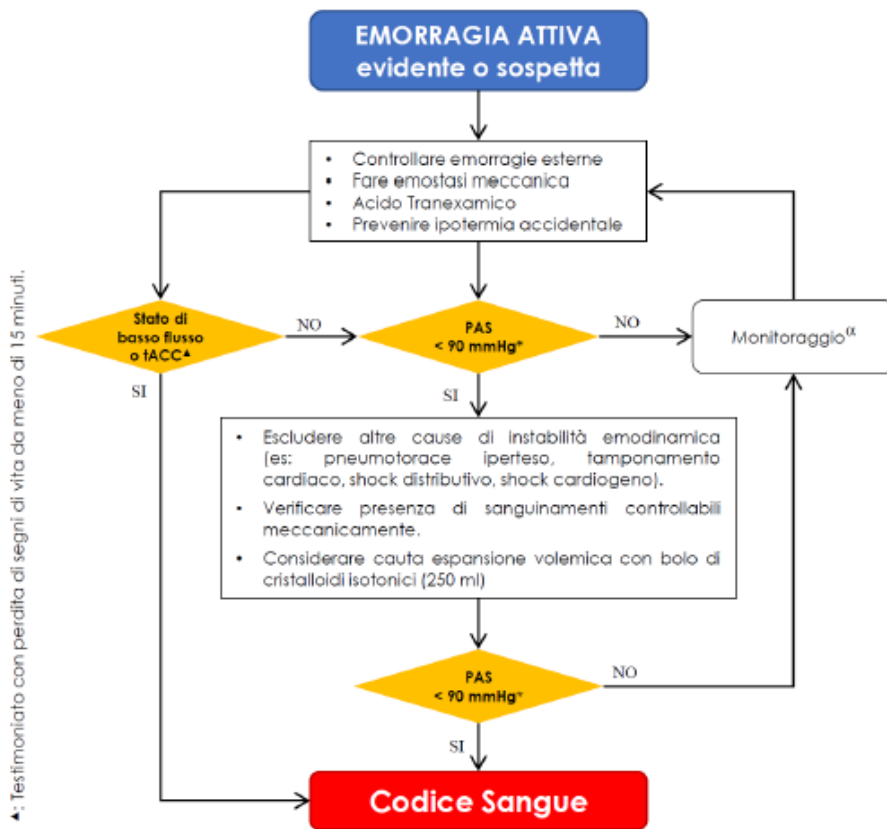 EMORRAGIA ATTIVA
evidente o sospetta
• Controllare emorragie esterne
• Fare emostasi meccanica
• Acido Tranexamico
• Prevenire ipotermia accidentale
Stato di
basso flusso
o tACC▲
NO
PAS
< 90 mmHg*
NO
Monitoraggioα
SI
SI
• Escludere altre cause di instabilità emodinamica
(es: pneumotorace iperteso, tamponamento
cardiaco, shock distributivo, shock cardiogeno).
• Verificare presenza di sanguinamenti controllabili
meccanicamente.
• Considerare cauta espansione volemica con bolo di
cristalloidi isotonici (250 ml)
PAS
< 90 mmHg*
NO
SI
Codice Sangue
▲: Testimoniato con perdita di segni di vita da meno di 15 minuti.